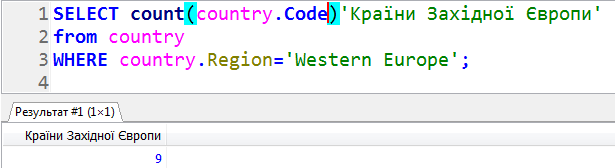 1 SELECT count(country.Code)'Країни Західної Європи'
2 from country
3 WHERE country.Region='Western Europe';
4
Результат #1 (1×1)
Країни Західної Європи
9